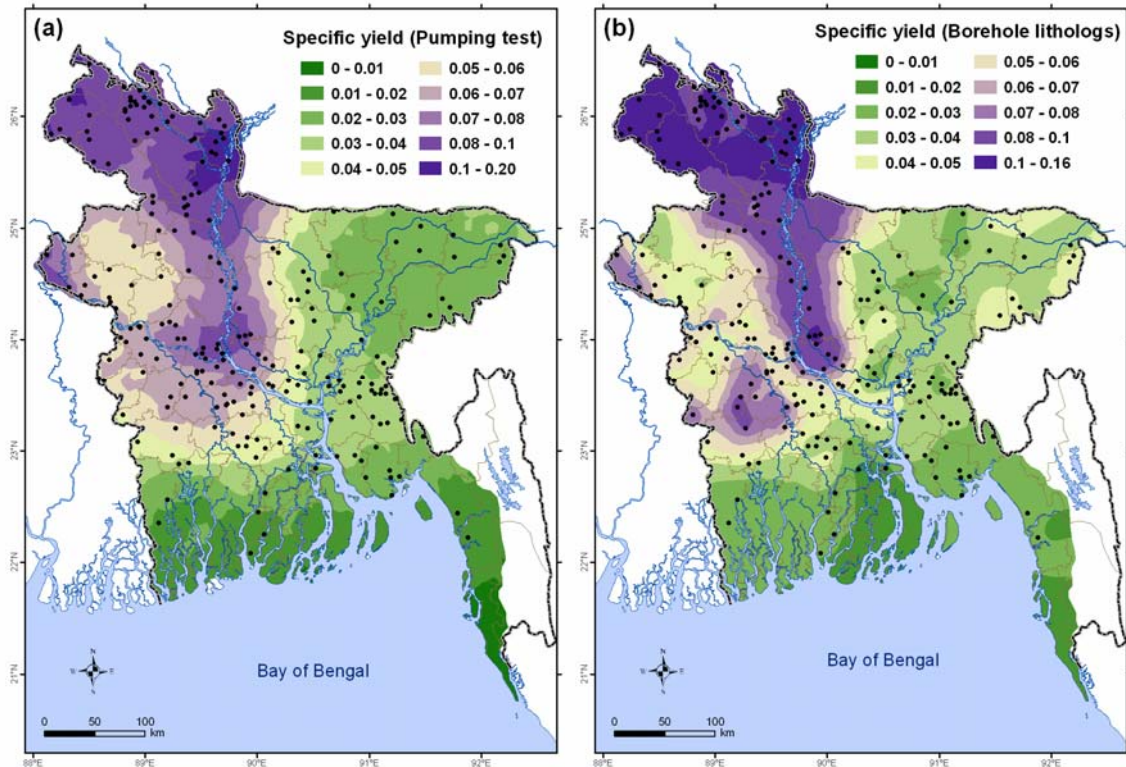 (a)
Specific yield (Pumping test)
0 - 0.01
0.01 - 0.02
0.02 - 0.03
0.03 - 0.04
0.04 - 0.05
0.05 - 0.06
0.06 - 0.07
0.07 - 0.08
0.08 - 0.1
0.1 - 0.20
26°N
25°N
24°N
23°N
22°N
21°N
Bay of Bengal
N
0 50 100
km
88°E 89°E 90°E 91°E 92°E
(b)
Specific yield (Borehole lithologs)
0 - 0.01
0.01 - 0.02
0.02 - 0.03
0.03 - 0.04
0.04 - 0.05
0.05 - 0.06
0.06 - 0.07
0.07 - 0.08
0.08 - 0.1
0.1 - 0.16
26°N
25°N
24°N
23°N
22°N
21°N
Bay of Bengal
N
0 50 100
km
88°E 89°E 90°E 91°E 92°E